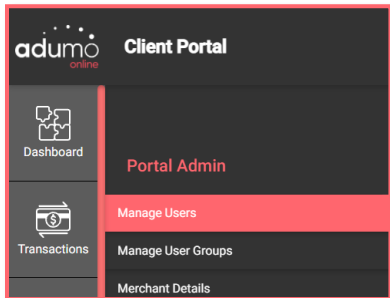 adumo
online
Client Portal
Dashboard
Portal Admin
Manage Users
Transactions
Manage User Groups
Merchant Details